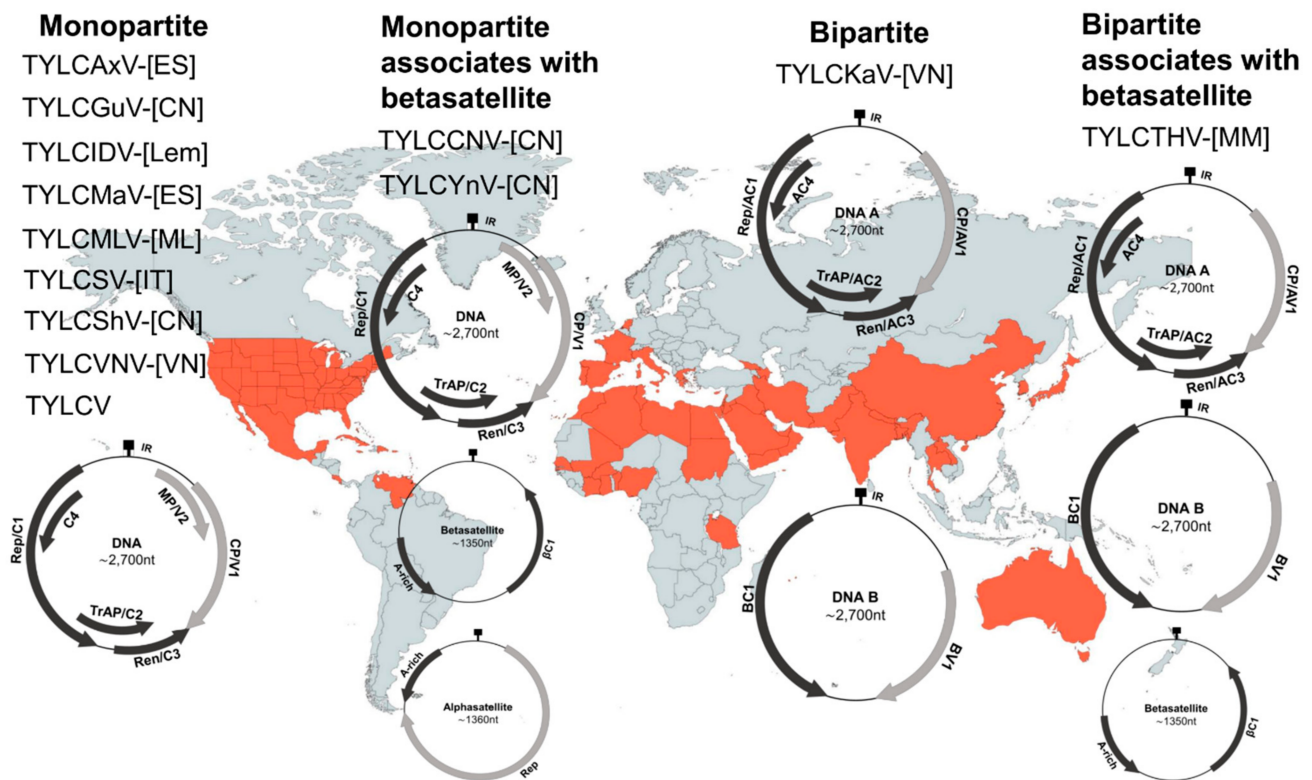 Monopartite
TYLCAxV-[ES]
TYLCGuV-[CN]
TYLCIDV-[Lem]
TYLCMaV-[ES]
TYLCMLV-[ML]
TYLCSV-[IT]
TYLCShV-[CN]
TYLCVNV-[VN]
TYLCV
IR
MP/V2
CP/V1
Rep/C1
C4
DNA
~2,700nt
TrAP/C2
Ren/C3
Monopartite
associates with
betasatellite
TYLCCNV-[CN]
TYLCYnV-[CN]
IR
MP/V2
CP/V1
Rep/C1
C4
DNA
~2,700nt
TrAP/C2
Ren/C3
Betasatellite
~1350nt
βC1
A-rich
A-rich
Alphasatellite
~1360nt
Rep
Bipartite
TYLCKaV-[VN]
IR
Rep/AC1
AC4
DNA A
~2,700nt
CP/AV1
TrAP/AC2
Ren/AC3
IR
BC1
DNA B
~2,700nt
BV1
Bipartite
associates with
betasatellite
TYLCTHV-[MM]
IR
Rep/AC1
AC4
DNA A
~2,700nt
CP/AV1
TrAP/AC2
Ren/AC3
IR
BC1
DNA B
~2,700nt
BV1
Betasatellite
~1350nt
βC1
A-rich